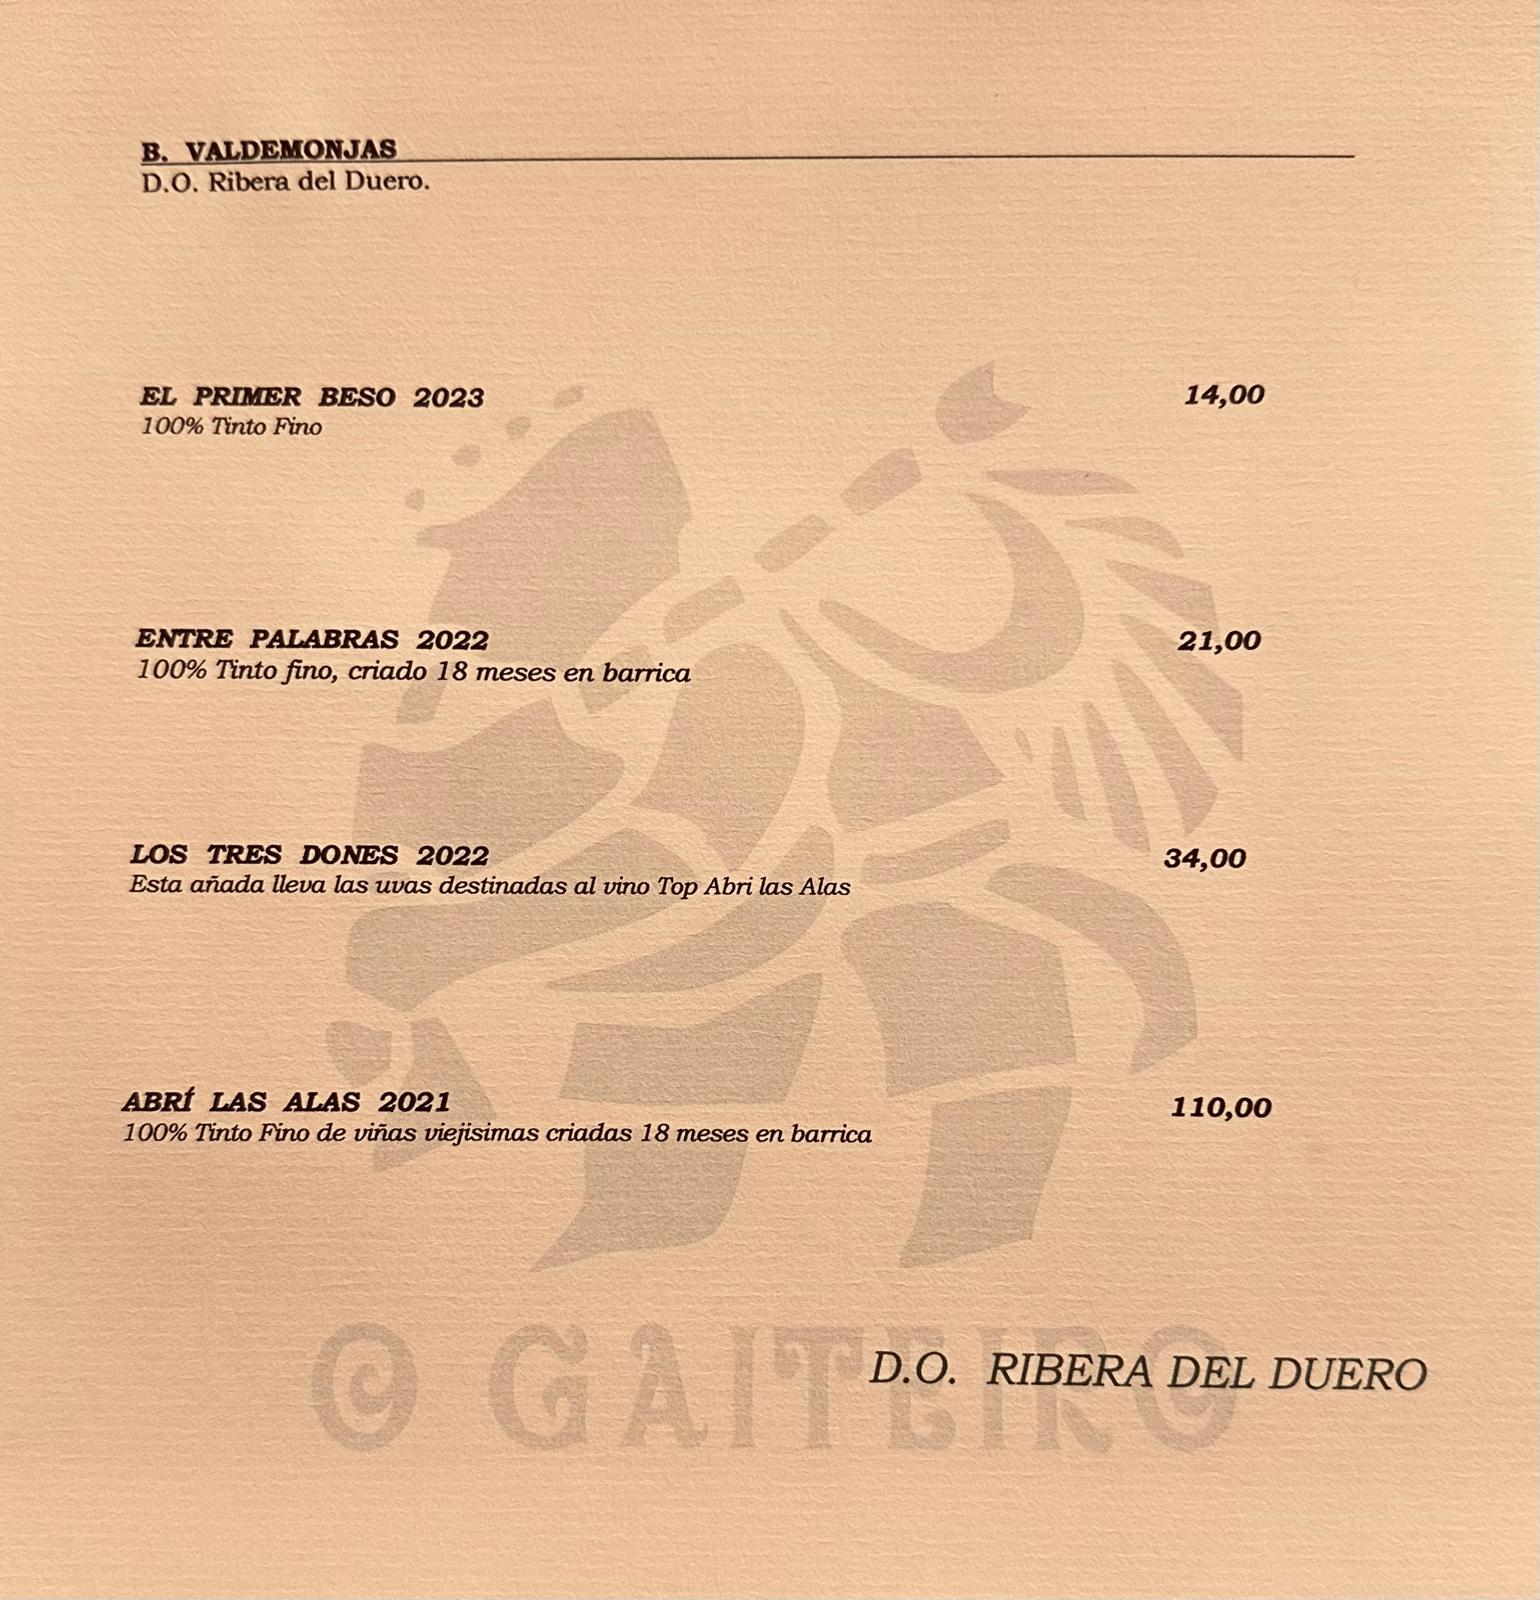 B. VALDEMONJAS
D.O. Ribera del Duero.
EL PRIMER BESO 2023 14,00
100% Tinto Fino
ENTRE PALABRAS 2022 21,00
100% Tinto fino, criado 18 meses en barrica
LOS TRES DONES 2022 34,00
Esta añada lleva las uvas destinadas al vino Top Abri las Alas
ABRÍ LAS ALAS 2021 110,00
100% Tinto Fino de viñas viejisimas criadas 18 meses en barrica
D.O. RIBERA DEL DUERO
O GAITEIRO